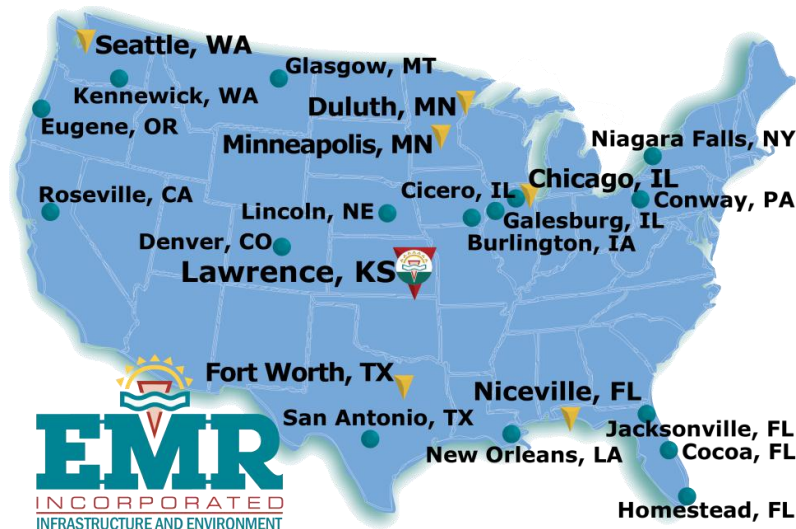 Seattle, WA
Glasgow, MT
Kennewick, WA
Duluth, MN
Eugene, OR
Minneapolis, MN
Niagara Falls, NY
Roseville, CA
Cicero, IL
Chicago, IL
Conway, PA
Lincoln, NE
Galesburg, IL
Denver, CO
Burlington, IA
Lawrence, KS
Fort Worth, TX
Niceville, FL
San Antonio, TX
Jacksonville, FL
New Orleans, LA
Cocoa, FL
Homestead, FL
EMR
INCORPORATED
INFRASTRUCTURE AND ENVIRONMENT